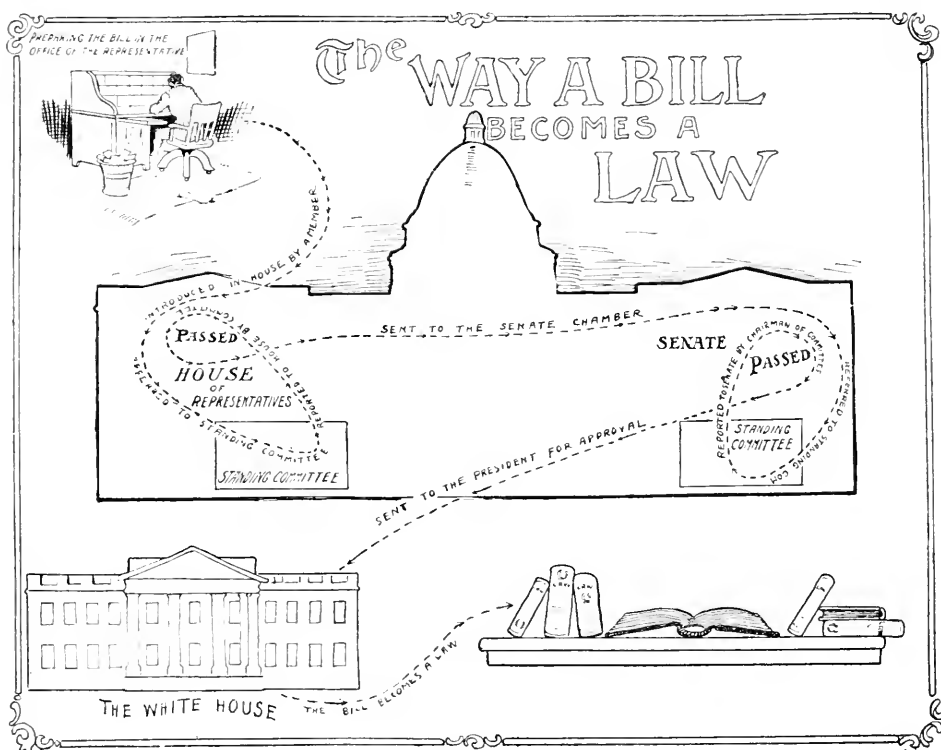 PREPARING THE BILL IN THE
OFFICE OF THE REPRESENTATIVE
The
WAY A BILL
BECOMES A
LAW
INTRODUCED IN HOUSE BY A MEMBER
REFERRED TO STANDING COMMITTEE
REPORTED TO HOUSE BY COMMITTEE
PASSED
HOUSE
OF
REPRESENTATIVES
STANDING COMMITTEE
SENT TO THE SENATE CHAMBER
SENATE
REFERRED TO STANDING COM
REPORTED TO SENATE BY CHAIRMAN OF COMMITTEE
PASSED
STANDING
COMMITTEE
SENT TO THE PRESIDENT FOR APPROVAL
THE WHITE HOUSE
THE BILL BECOMES A LAW
LAW